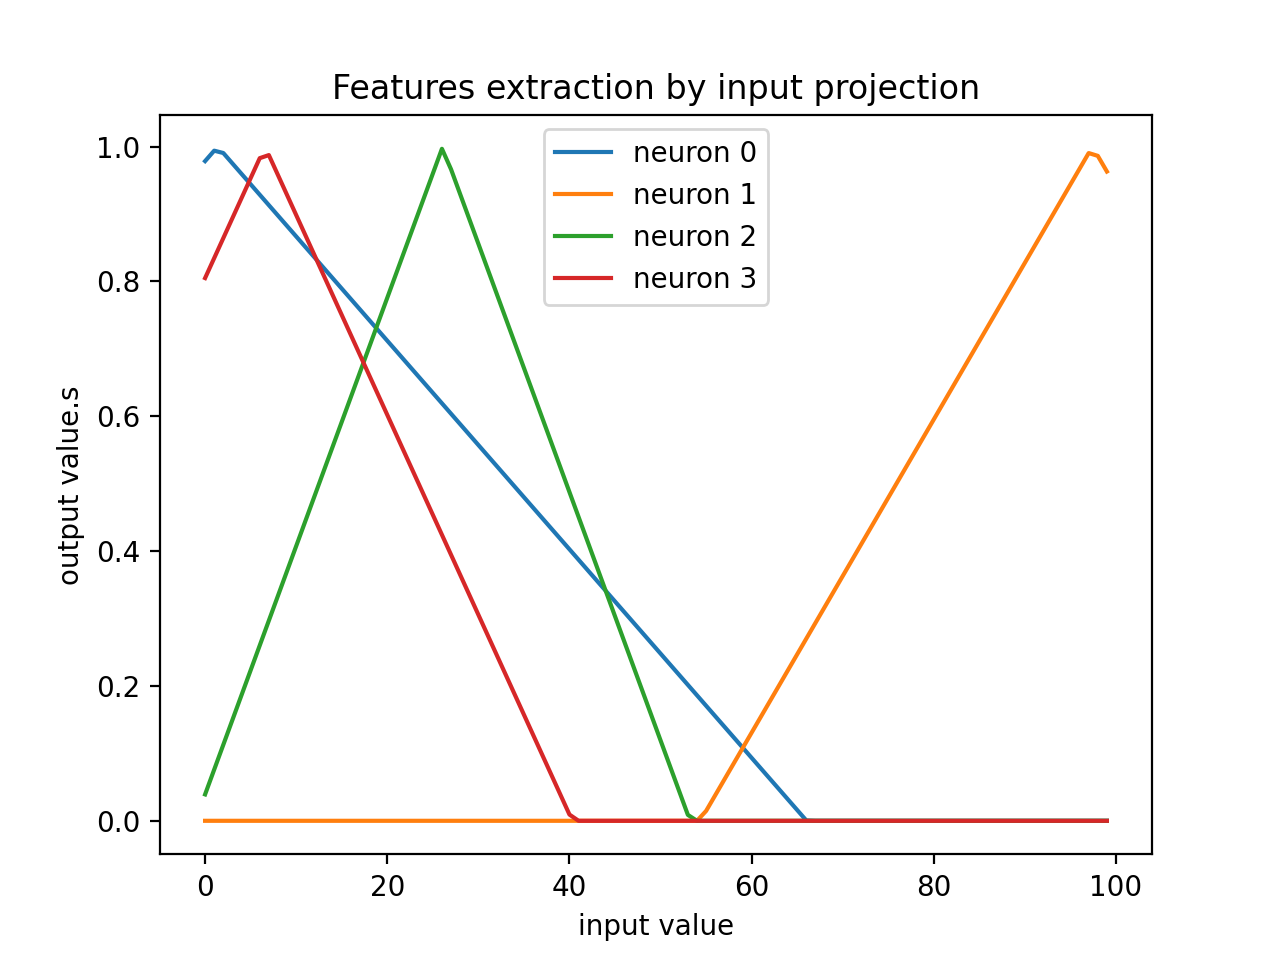 Features extraction by input projection
neuron 0
neuron 1
neuron 2
neuron 3
1.0
0.8
0.6
0.4
0.2
0.0
output value.s
0 20 40 60 80 100
input value